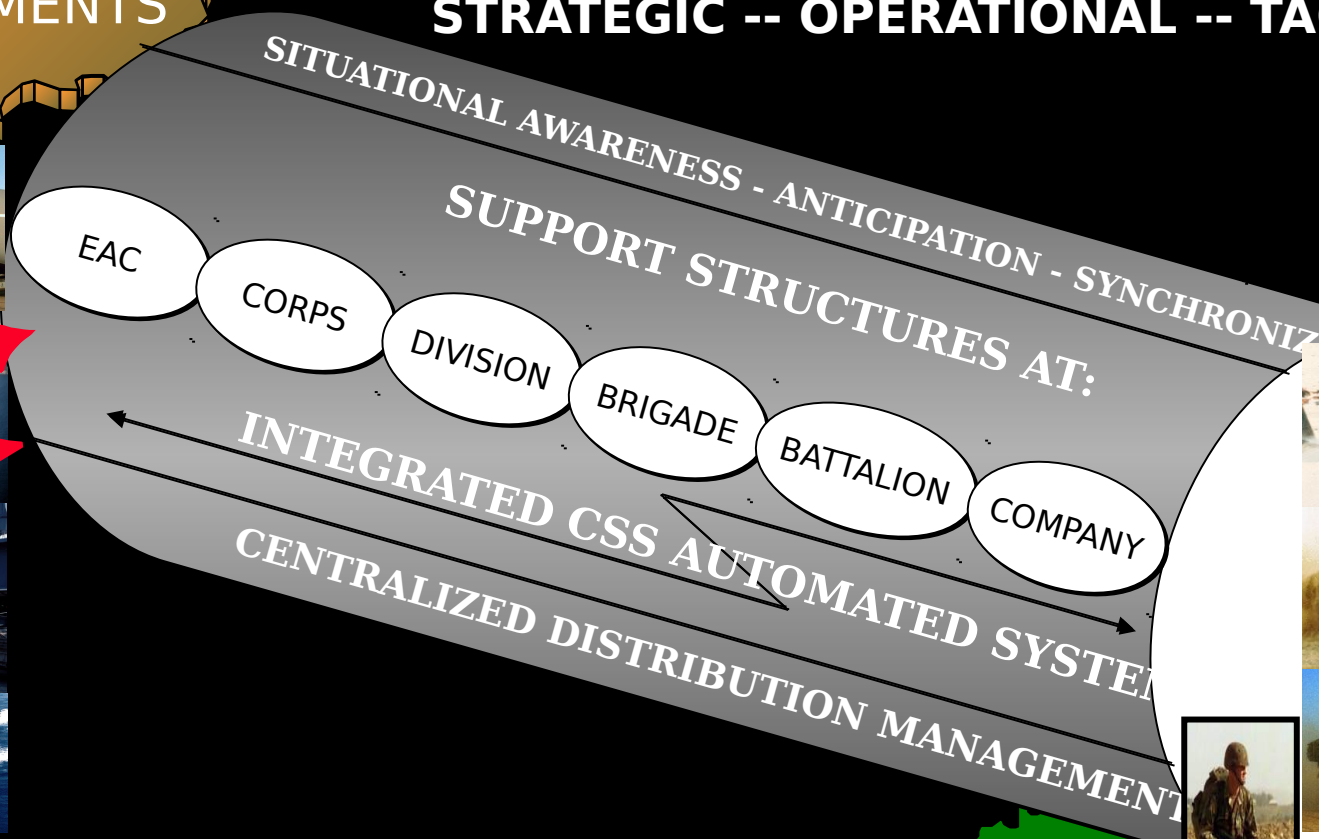 MENTS
STRATEGIC -- OPERATIONAL -- TA
SITUATIONAL AWARENESS - ANTICIPATION - SYNCHRONIZ
SUPPORT STRUCTURES AT:
EAC
CORPS
DIVISION
BRIGADE
BATTALION
COMPANY
INTEGRATED CSS AUTOMATED SYSTEM
CENTRALIZED DISTRIBUTION MANAGEMENT